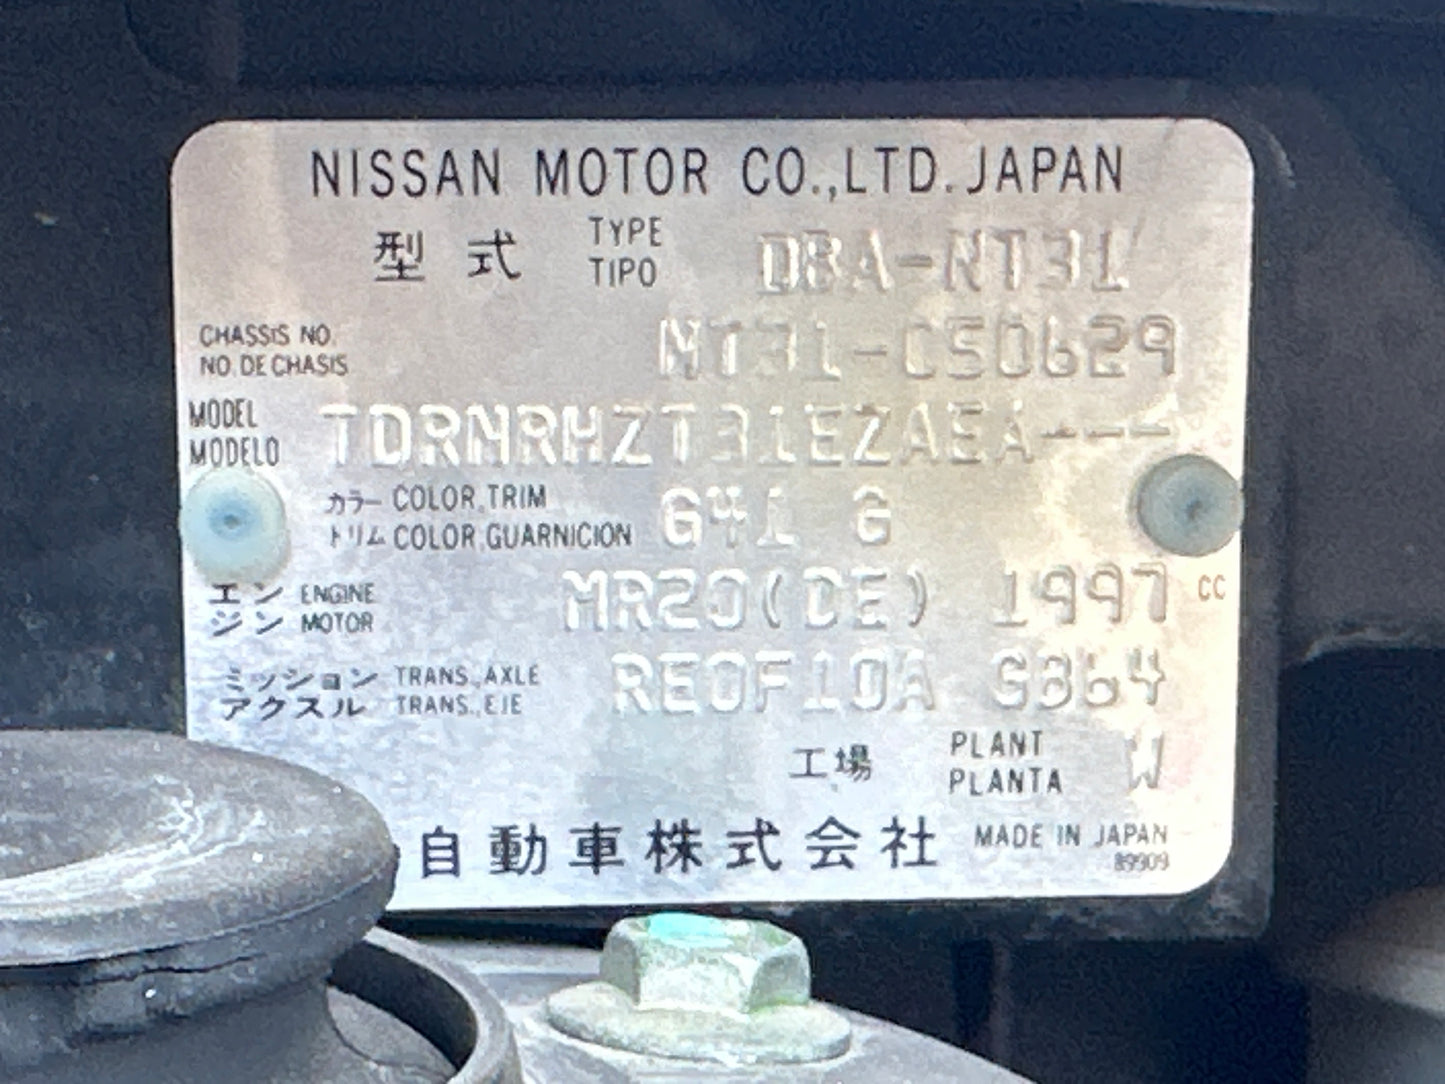 NISSAN MOTOR CO.,LTD. JAPAN
型式 TYPE TIPO DBA-NT31
CHASSIS NO. NO. DE CHASIS NT31-050629
MODEL MODELO TDRNRHZT31EZAEA---
カラー COLOR,TRIM
トリム COLOR,GUARNICION G41 G
エン ENGINE
ジン MOTOR MR20(DE) 1997 CC
ミッション TRANS.,AXLE
アクスル TRANS.,EJE RE0F10A G364
工場 PLANT PLANTA W
自動車株式会社 MADE IN JAPAN
89909